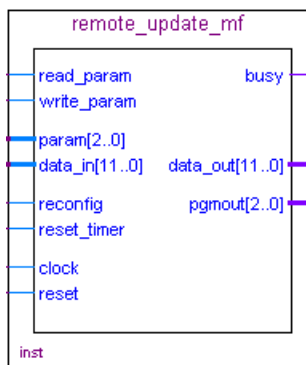 remote_update_mf
read_param busy
write_param
param[2..0]
data_in[11..0] data_out[11..0]
reconfig pgmout[2..0]
reset_timer
clock
reset
inst